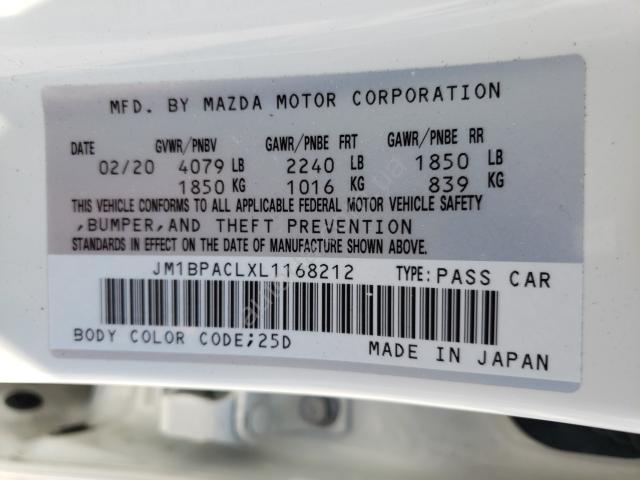 MFD. BY MAZDA MOTOR CORPORATION
DATE GVWR/PNBV GAWR/PNBE FRT GAWR/PNBE RR
02/20 4079 LB 2240 LB 1850 LB
1850 KG 1016 KG 839 KG
THIS VEHICLE CONFORMS TO ALL APPLICABLE FEDERAL MOTOR VEHICLE SAFETY
,BUMPER,AND THEFT PREVENTION
STANDARDS IN EFFECT ON THE DATE OF MANUFACTURE SHOWN ABOVE.
JM1BPACLXL1168212 TYPE:PASS CAR
BODY COLOR CODE;25D
MADE IN JAPAN